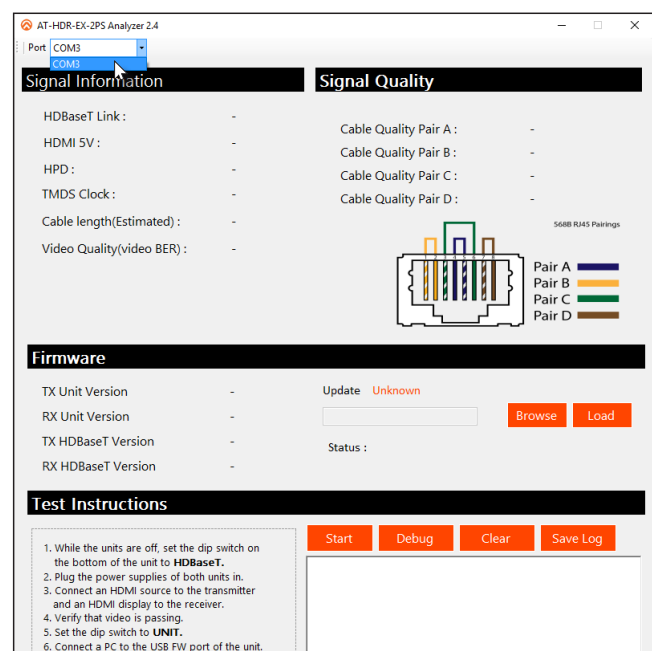 AT-HDR-EX-2PS Analyzer 2.4
Port COM3
COM3
Signal Information
HDBaseT Link : -
HDMI 5V : -
HPD : -
TMDS Clock : -
Cable length(Estimated) : -
Video Quality(video BER) : -
Signal Quality
Cable Quality Pair A : -
Cable Quality Pair B : -
Cable Quality Pair C : -
Cable Quality Pair D : -
568B RJ45 Pairings
Pair A
Pair B
Pair C
Pair D
Firmware
TX Unit Version -
RX Unit Version -
TX HDBaseT Version -
RX HDBaseT Version -
Update Unknown
Browse Load
Status :
Test Instructions
1. While the units are off, set the dip switch on
the bottom of the unit to HDBaseT.
2. Plug the power supplies of both units in.
3. Connect an HDMI source to the transmitter
and an HDMI display to the receiver.
4. Verify that video is passing.
5. Set the dip switch to UNIT.
6. Connect a PC to the USB FW port of the unit.
Start Debug Clear Save Log